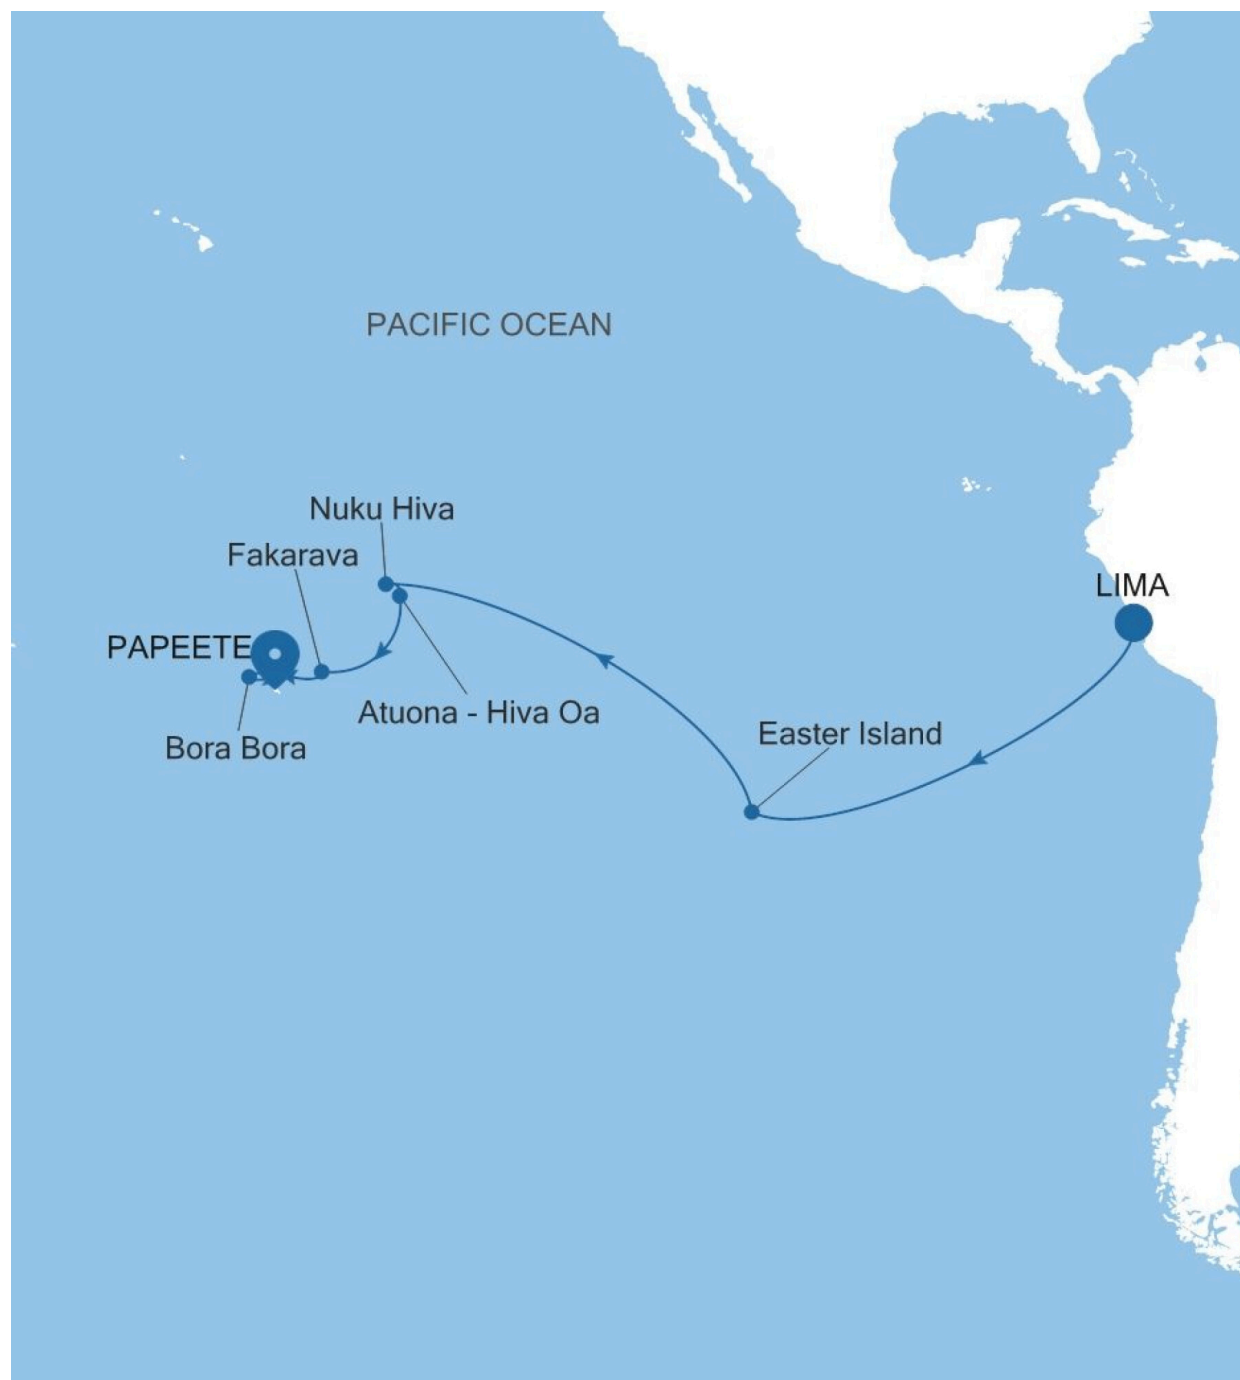 PACIFIC OCEAN
Nuku Hiva
Fakarava
LIMA
PAPEETE
Atuona - Hiva Oa
Easter Island
Bora Bora